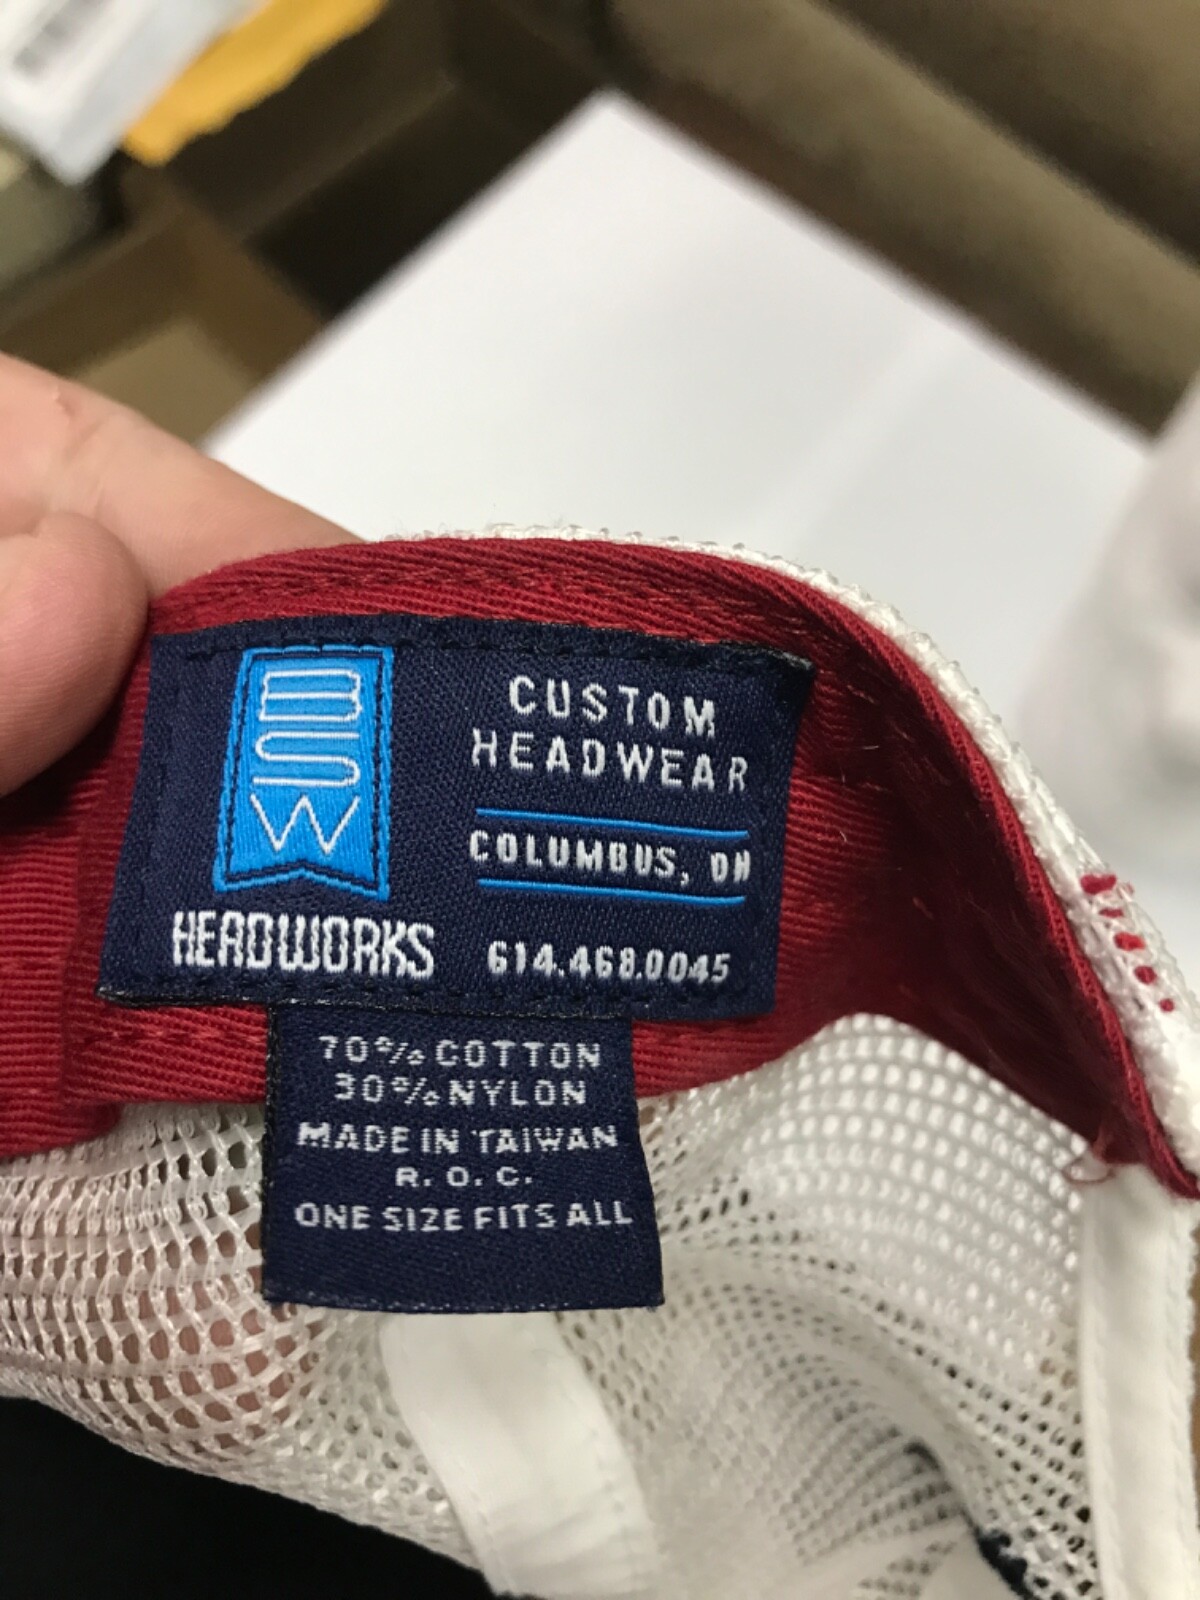 BSW
HEADWORKS
CUSTOM
HEADWEAR
COLUMBUS, OH
614.468.0045
70% COTTON
30% NYLON
MADE IN TAIWAN
R. O. C.
ONE SIZE FITS ALL